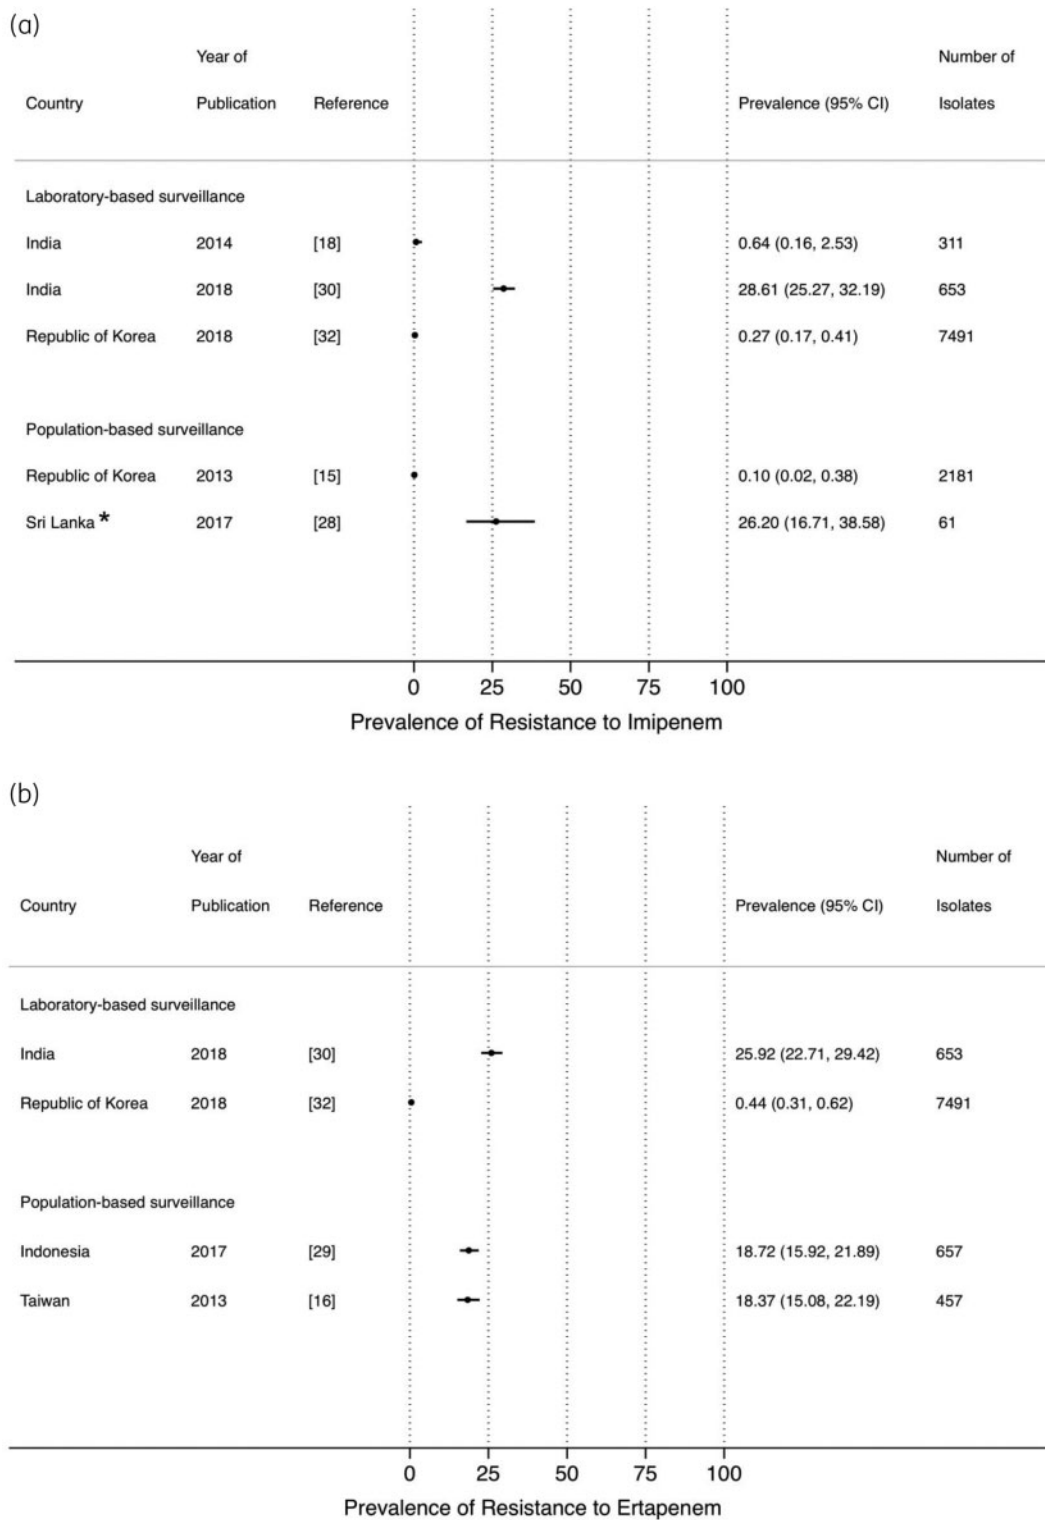 (a)
Year of Number of
Country Publication Reference Prevalence (95% CI) Isolates
Laboratory-based surveillance
India 2014 [18] 0.64 (0.16, 2.53) 311
India 2018 [30] 28.61 (25.27, 32.19) 653
Republic of Korea 2018 [32] 0.27 (0.17, 0.41) 7491
Population-based surveillance
Republic of Korea 2013 [15] 0.10 (0.02, 0.38) 2181
Sri Lanka * 2017 [28] 26.20 (16.71, 38.58) 61
0 25 50 75 100
Prevalence of Resistance to Imipenem
(b)
Year of Number of
Country Publication Reference Prevalence (95% CI) Isolates
Laboratory-based surveillance
India 2018 [30] 25.92 (22.71, 29.42) 653
Republic of Korea 2018 [32] 0.44 (0.31, 0.62) 7491
Population-based surveillance
Indonesia 2017 [29] 18.72 (15.92, 21.89) 657
Taiwan 2013 [16] 18.37 (15.08, 22.19) 457
0 25 50 75 100
Prevalence of Resistance to Ertapenem